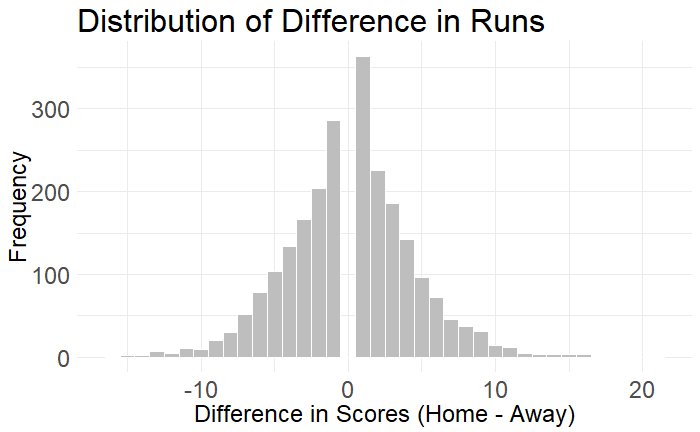 Distribution of Difference in Runs
Frequency
300
200
100
0
-10 0 10 20
Difference in Scores (Home - Away)